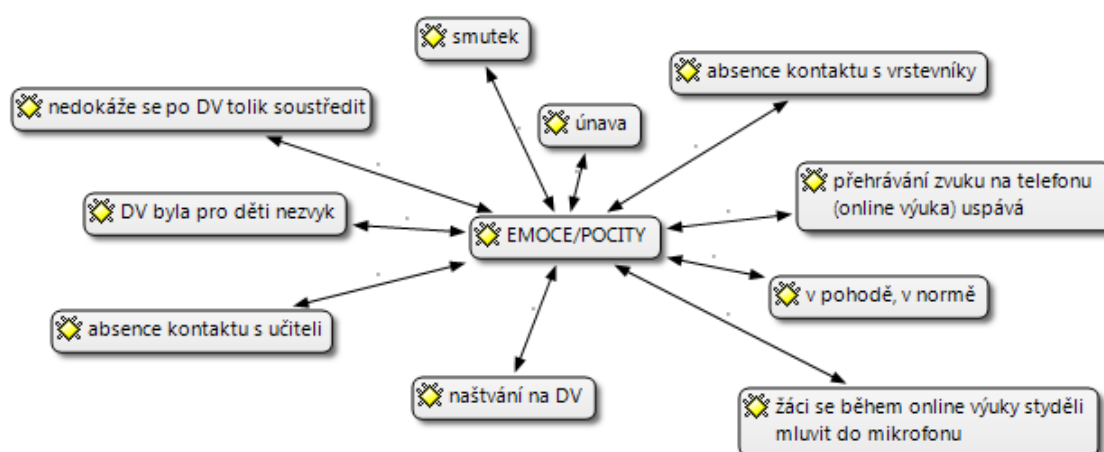 smutek
absence kontaktu s vrstevníky
nedokáže se po DV tolik soustředit
únava
přehrávání zvuku na telefonu
(online výuka) uspává
DV byla pro děti nezvyk
EMOCE/POCITY
v pohodě, v normě
absence kontaktu s učiteli
naštvání na DV
žáci se během online výuky styděli
mluvit do mikrofonu